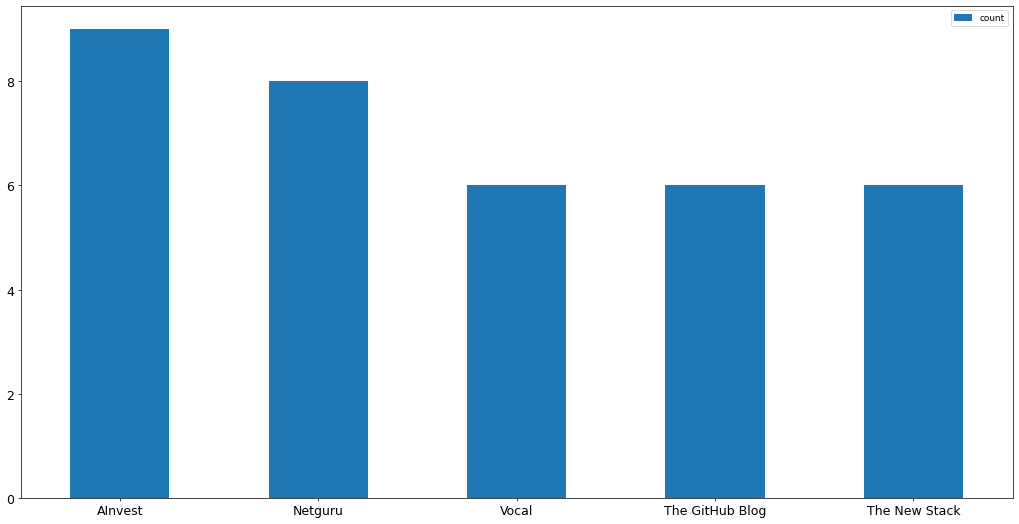 count
8
6
4
2
0
AInvest
Netguru
Vocal
The GitHub Blog
The New Stack